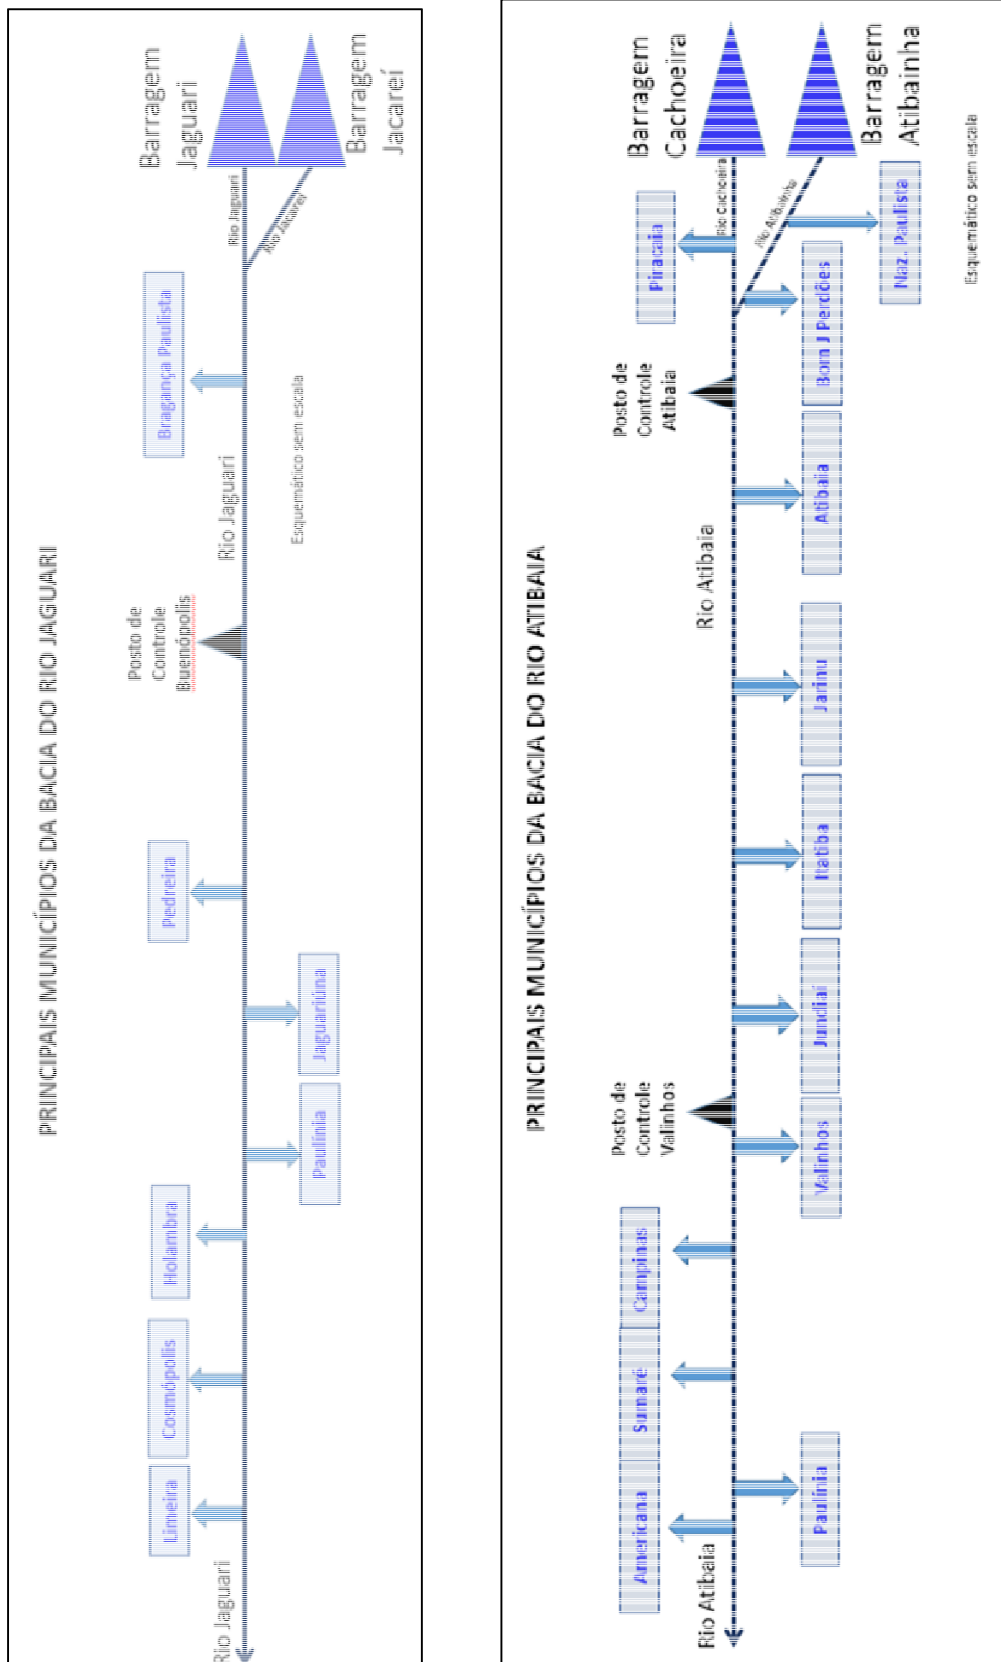 PRINCIPAIS MUNICÍPIOS DA BACIA DO RIO JAGUARI
Limeira
Cosmópolis
Holambra
Pedreira
Posto de
Controle
Buenópolis
Bragança Paulista
Barragem
Jaguari
Rio Jaguari
Rio Jaguari
Rio Jaguari
Rio Jacareí
Paulínia
Jaguariúna
Esquemático sem escala
Barragem
Jacareí
PRINCIPAIS MUNICÍPIOS DA BACIA DO RIO ATIBAIA
Americana
Sumaré
Campinas
Posto de
Controle
Valinhos
Posto de
Controle
Atibaia
Piracaia
Barragem
Cachoeira
Rio Atibaia
Rio Atibaia
Rio Cachoeira
Rio Atibainha
Paulínia
Valinhos
Jundiaí
Itatiba
Jarinu
Atibaia
Bom J Perdões
Naz. Paulista
Barragem
Atibainha
Esquemático sem escala